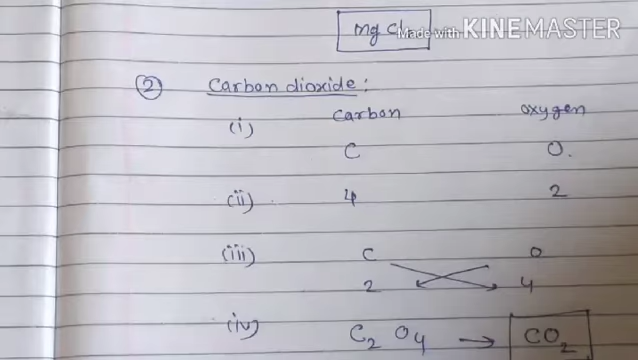 Mg Cl
Made with KINEMASTER
② Carbon dioxide :
(i) Carbon oxygen
C O.
(ii) 4 2
(iii) C O
2 4
(iv) C₂ O₄ → CO₂